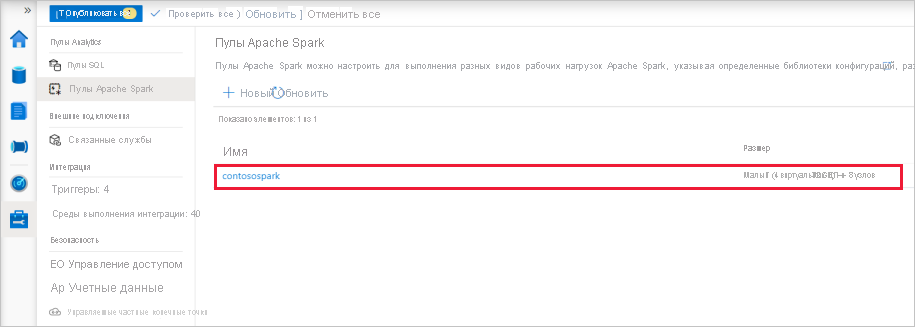 Опубликовать в
Проверить все
Обновить
Отменить все
Пулы Analytics
Пулы SQL
Пулы Apache Spark
Внешние подключения
Связанные службы
Интеграция
Триггеры: 4
Среды выполнения интеграции: 40
Безопасность
ЕО Управление доступом
Ар Учетные данные
Управляемые частные конечные точки
Пулы Apache Spark
Пулы Apache Spark можно настроить для выполнения разных видов рабочих нагрузок Apache Spark, указывая определенные библиотеки конфигураций, раз
Новый Обновить
Показано элементов: 1 из 1
Имя Размер
contosospark Малый (4 виртуальных узлов